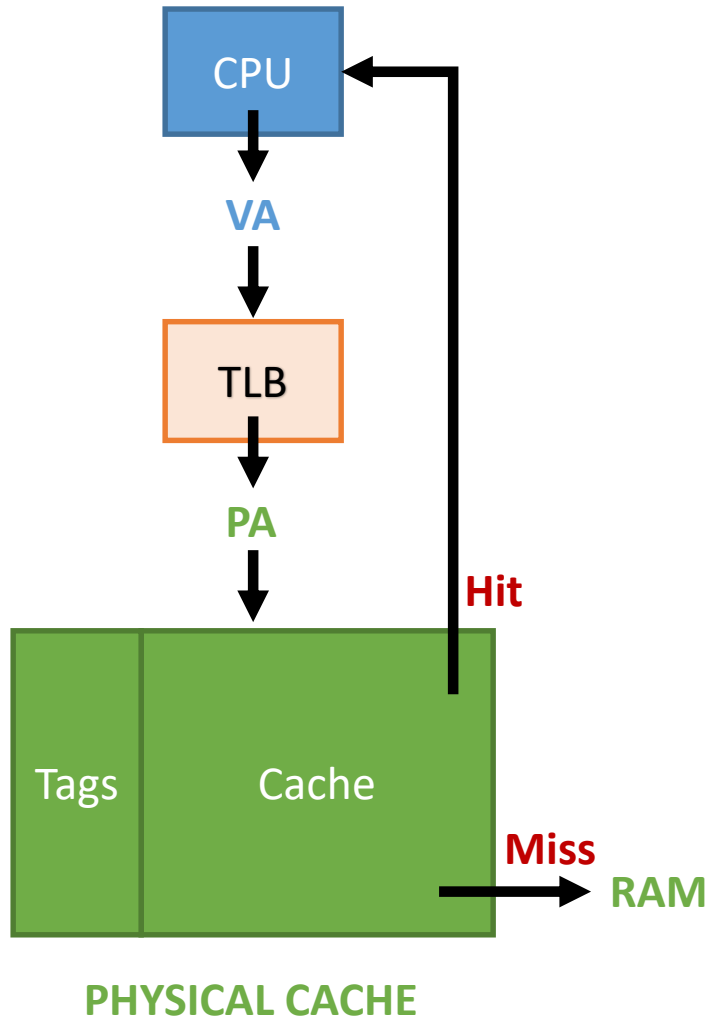 CPU
VA
TLB
PA
Hit
Tags
Cache
Miss
RAM
PHYSICAL CACHE